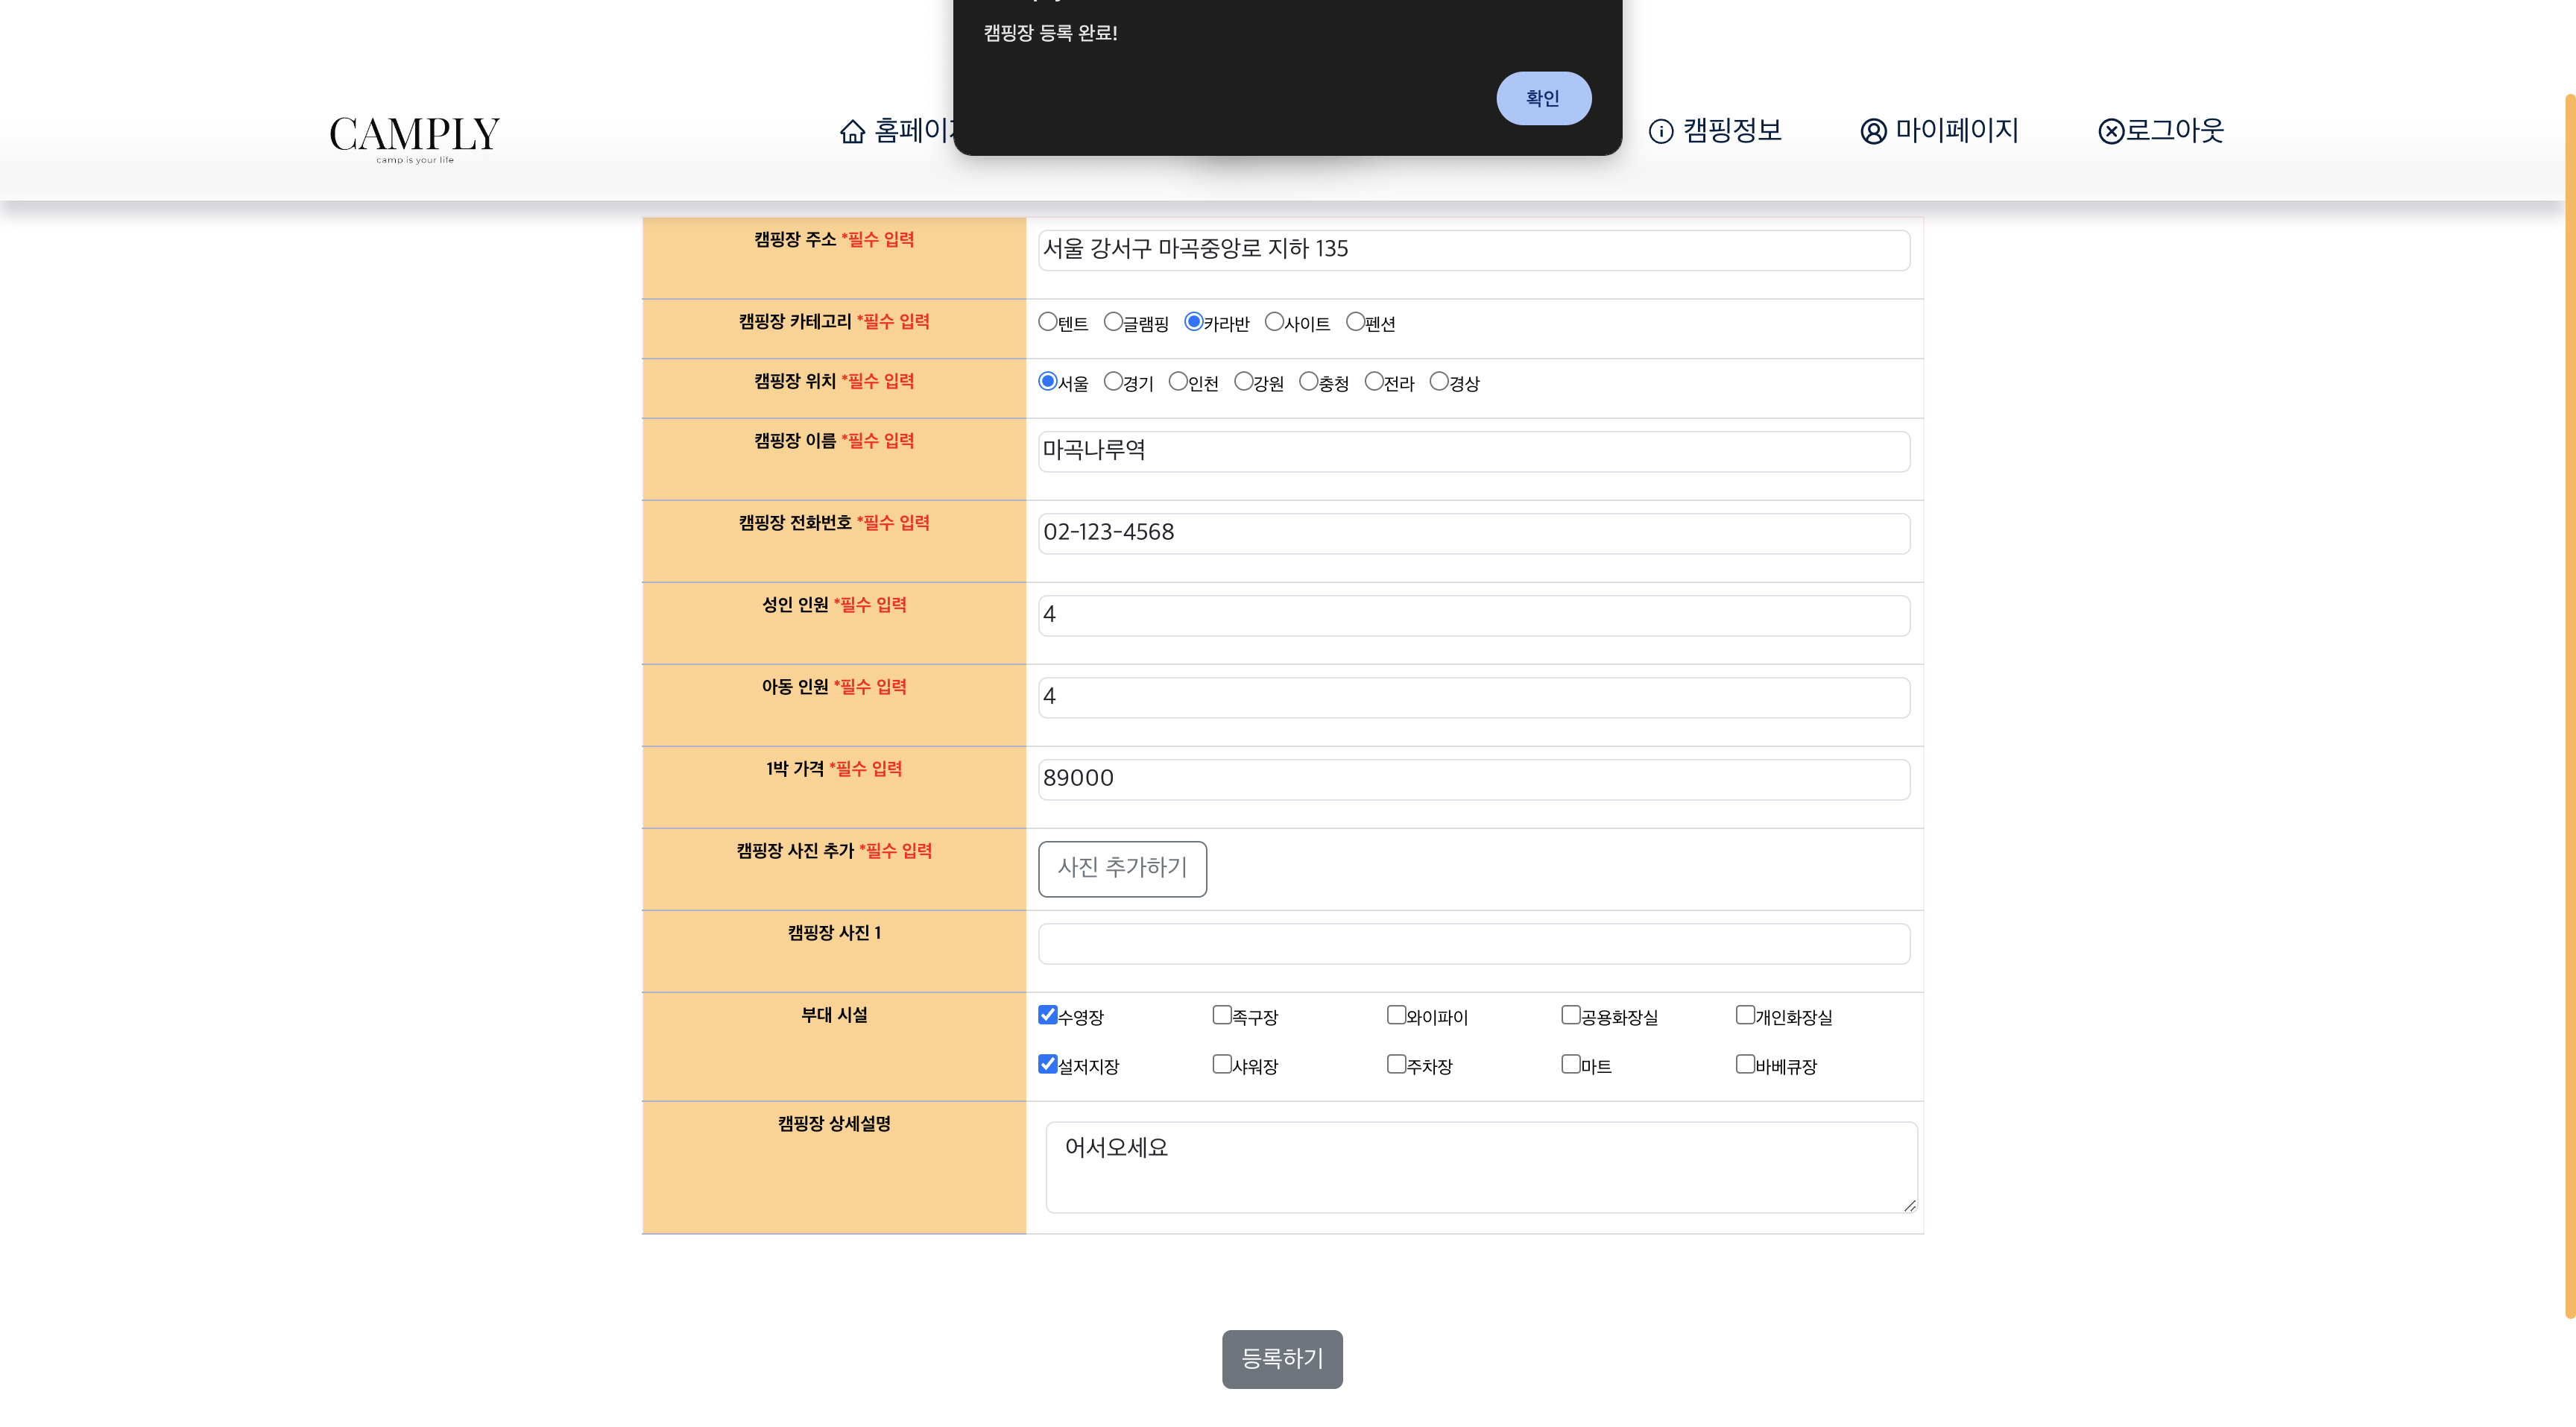 캠핑장 등록 완료!
확인
CAMPLY
camp is your life
홈페이지
캠핑정보
마이페이지
로그아웃
캠핑장 주소 *필수 입력
서울 강서구 마곡중앙로 지하 135
캠핑장 카테고리 *필수 입력
텐트 글램핑 카라반 사이트 펜션
캠핑장 위치 *필수 입력
서울 경기 인천 강원 충청 전라 경상
캠핑장 이름 *필수 입력
마곡나루역
캠핑장 전화번호 *필수 입력
02-123-4568
성인 인원 *필수 입력
4
아동 인원 *필수 입력
4
1박 가격 *필수 입력
89000
캠핑장 사진 추가 *필수 입력
사진 추가하기
캠핑장 사진 1
부대 시설
수영장 족구장 와이파이 공용화장실 개인화장실
설저지장 샤워장 주차장 마트 바베큐장
캠핑장 상세설명
어서오세요
등록하기